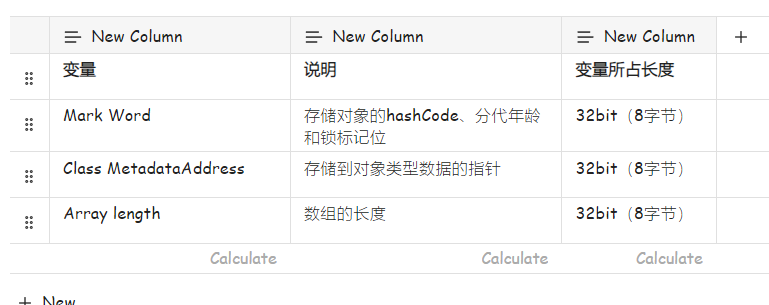 New Column New Column New Column +
变量 说明 变量所占长度
Mark Word 存储对象的hashCode、分代年龄 32bit（8字节）
和锁标记位
Class MetadataAddress 存储到对象类型数据的指针 32bit（8字节）
Array length 数组的长度 32bit（8字节）
Calculate Calculate Calculate
+ New